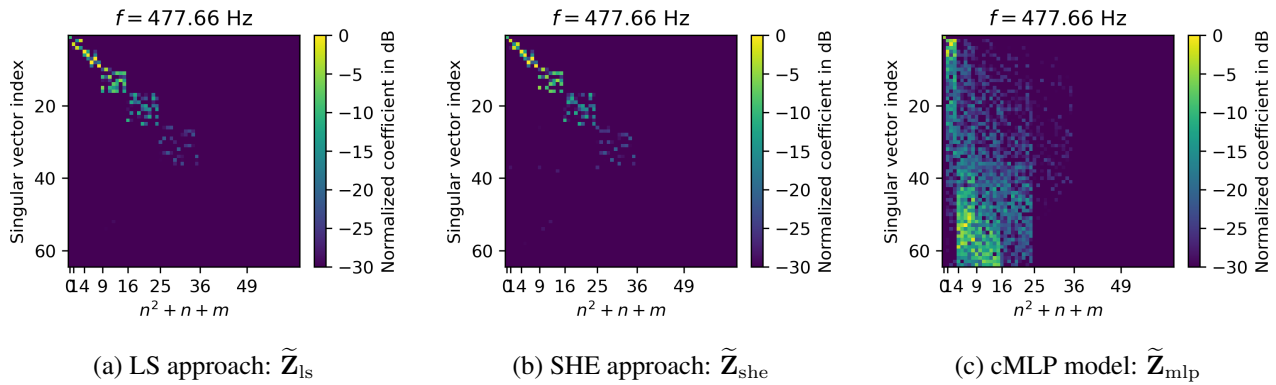 f = 477.66 Hz
Singular vector index
20
40
60
0 1 4 9 16 25 36 49
n² + n + m
0
−5
−10
−15
−20
−25
−30
Normalized coefficient in dB
(a) LS approach: Z̃ls
f = 477.66 Hz
Singular vector index
20
40
60
0 1 4 9 16 25 36 49
n² + n + m
0
−5
−10
−15
−20
−25
−30
Normalized coefficient in dB
(b) SHE approach: Z̃she
f = 477.66 Hz
Singular vector index
20
40
60
0 1 4 9 16 25 36 49
n² + n + m
0
−5
−10
−15
−20
−25
−30
Normalized coefficient in dB
(c) cMLP model: Z̃mlp